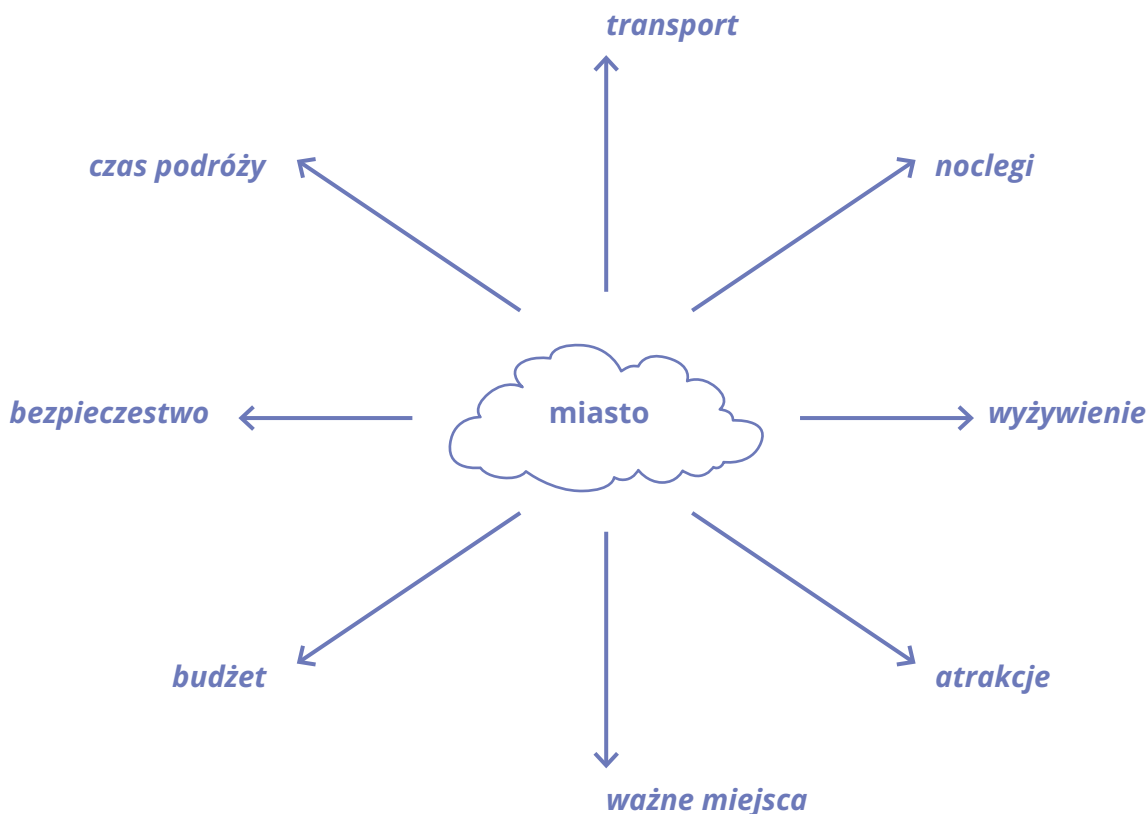 transport
czas podróży
noclegi
bezpieczestwo
miasto
wyżywienie
budżet
atrakcje
ważne miejsca